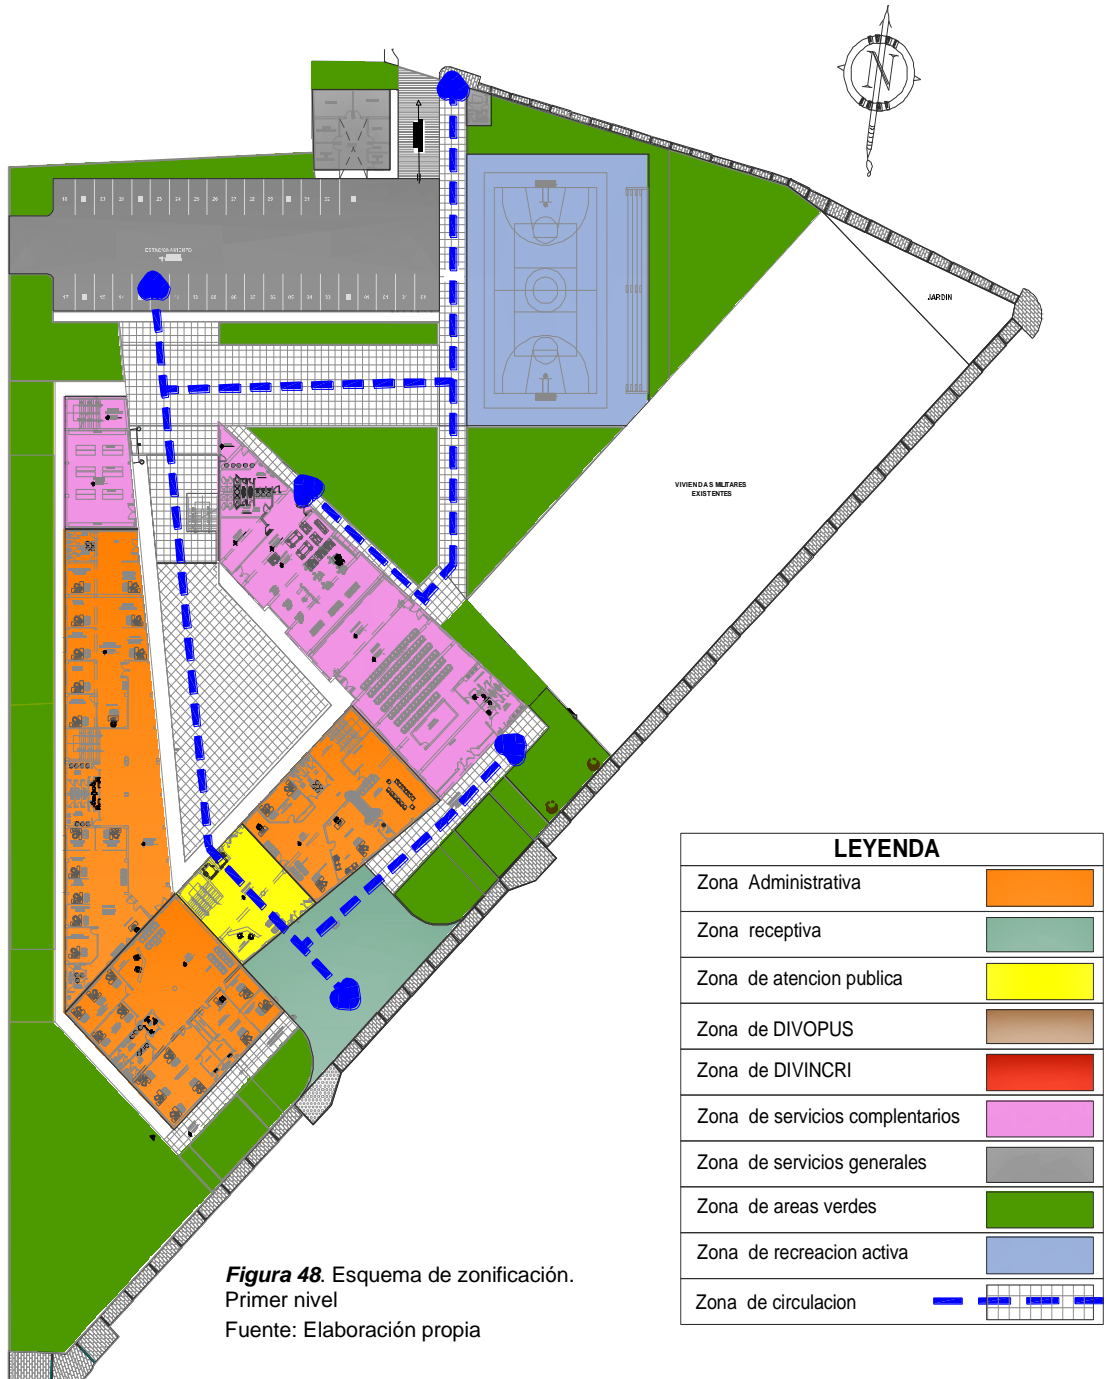 N
ESTACIONAMIENTO
JARDIN
VIVIENDAS MILITARES
EXISTENTES
LEYENDA
Zona Administrativa
Zona receptiva
Zona de atencion publica
Zona de DIVOPUS
Zona de DIVINCRI
Zona de servicios complentarios
Zona de servicios generales
Zona de areas verdes
Zona de recreacion activa
Zona de circulacion
Figura 48. Esquema de zonificación.
Primer nivel
Fuente: Elaboración propia